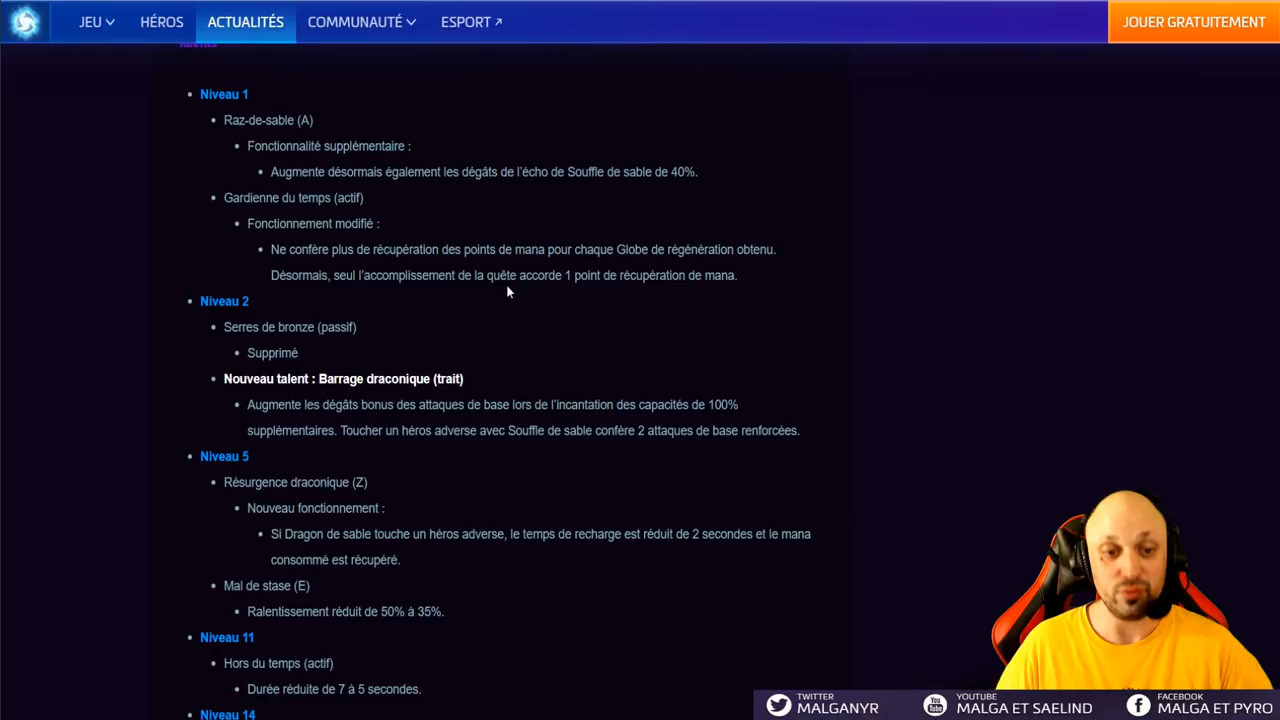 JEU HÉROS ACTUALITÉS COMMUNAUTÉ ESPORT JOUER GRATUITEMENT
Talents
Niveau 1
Raz-de-sable (A)
Fonctionnalité supplémentaire :
Augmente désormais également les dégâts de l'écho de Souffle de sable de 40%.
Gardienne du temps (actif)
Fonctionnement modifié :
Ne confère plus de récupération des points de mana pour chaque Globe de régénération obtenu.
Désormais, seul l'accomplissement de la quête accorde 1 point de récupération de mana.
Niveau 2
Serres de bronze (passif)
Supprimé
Nouveau talent : Barrage draconique (trait)
Augmente les dégâts bonus des attaques de base lors de l'incantation des capacités de 100%
supplémentaires. Toucher un héros adverse avec Souffle de sable confère 2 attaques de base renforcées.
Niveau 5
Résurgence draconique (Z)
Nouveau fonctionnement :
Si Dragon de sable touche un héros adverse, le temps de recharge est réduit de 2 secondes et le mana
consommé est récupéré.
Mal de stase (E)
Ralentissement réduit de 50% à 35%.
Niveau 11
Hors du temps (actif)
Durée réduite de 7 à 5 secondes.
Niveau 14
TWITTER
MALGANYR
YOUTUBE
MALGA ET SAELIND
FACEBOOK
MALGA ET PYRO